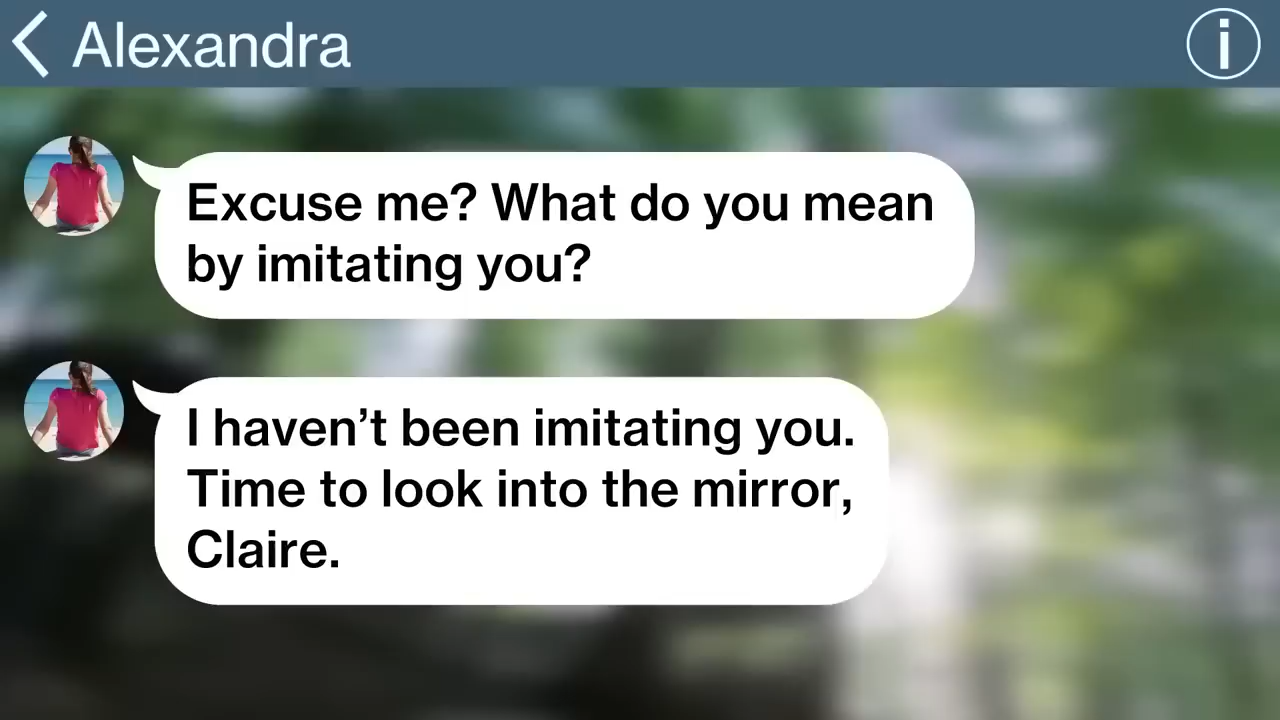 Alexandra
Excuse me? What do you mean
by imitating you?
I haven’t been imitating you.
Time to look into the mirror,
Claire.